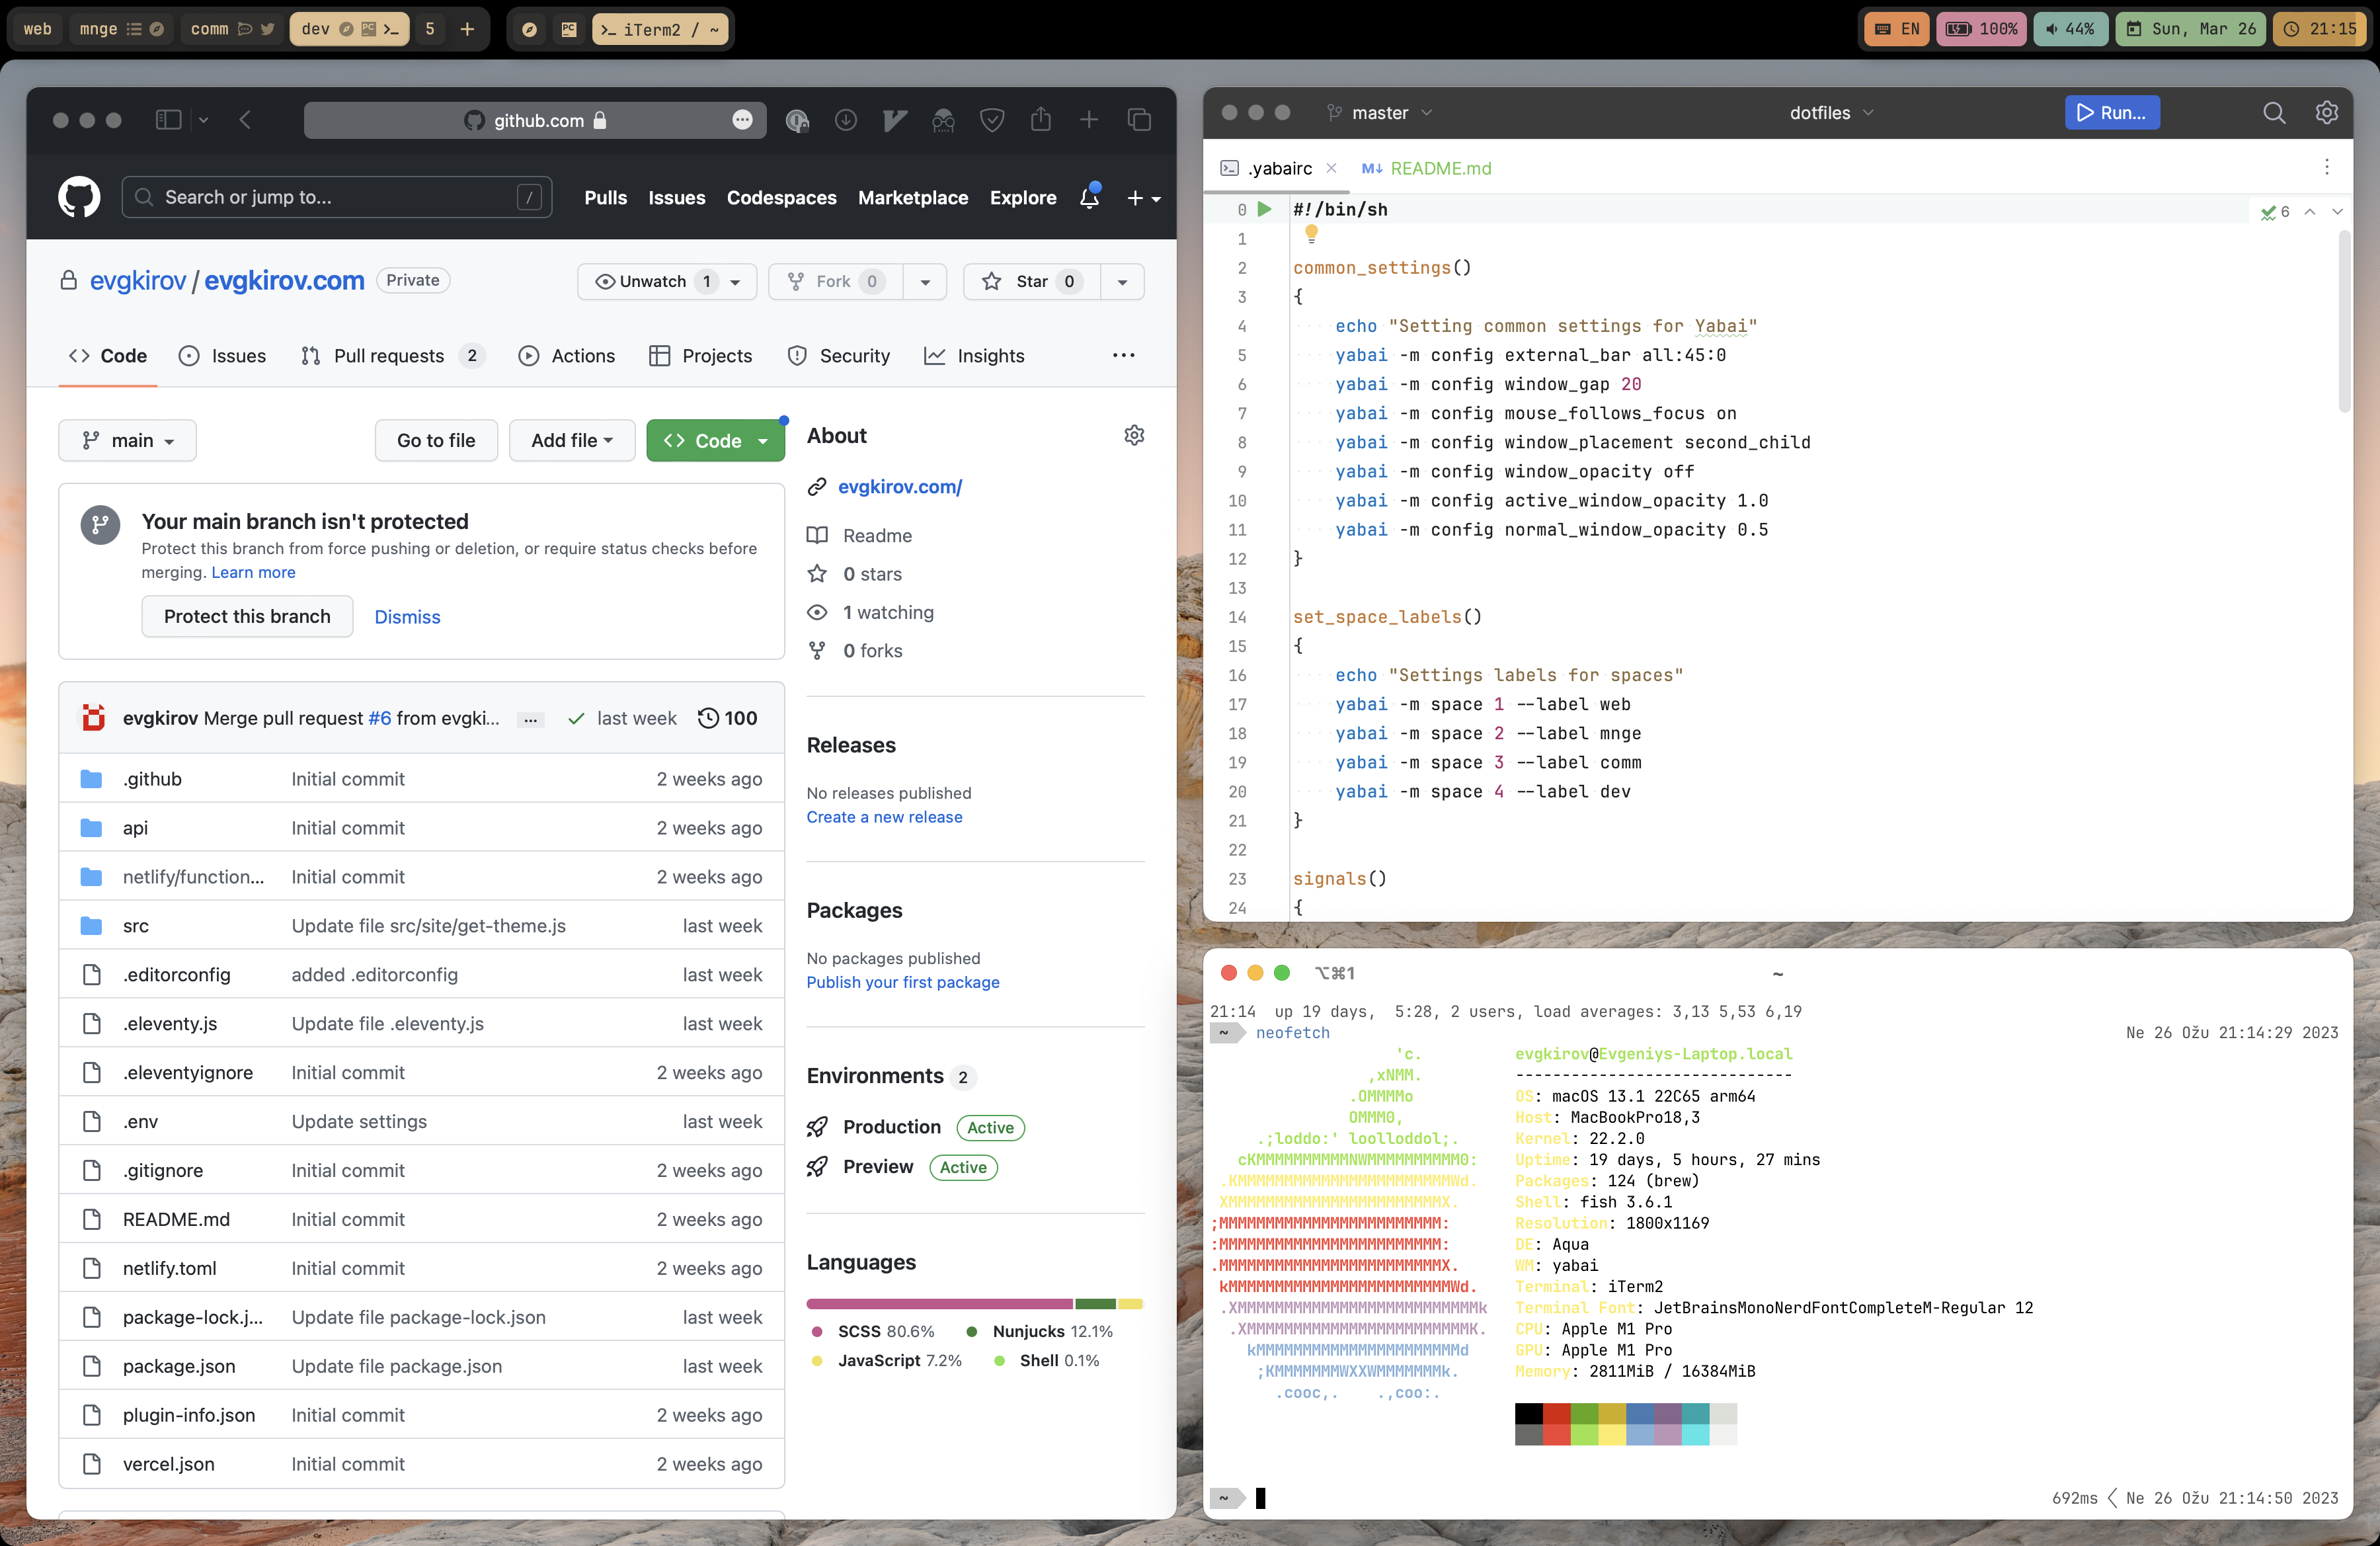 web mnge comm dev 5 + iTerm2 / ~ EN 100% 44% Sun, Mar 26 21:15
github.com
Search or jump to... / Pulls Issues Codespaces Marketplace Explore
evgkirov / evgkirov.com Private Unwatch 1 Fork 0 Star 0
Code Issues Pull requests 2 Actions Projects Security Insights ...
main Go to file Add file Code
Your main branch isn't protected
Protect this branch from force pushing or deletion, or require status checks before
merging. Learn more
Protect this branch Dismiss
evgkirov Merge pull request #6 from evgki... ... last week 100
.github Initial commit 2 weeks ago
api Initial commit 2 weeks ago
netlify/function... Initial commit 2 weeks ago
src Update file src/site/get-theme.js last week
.editorconfig added .editorconfig last week
.eleventy.js Update file .eleventy.js last week
.eleventyignore Initial commit 2 weeks ago
.env Update settings last week
.gitignore Initial commit 2 weeks ago
README.md Initial commit 2 weeks ago
netlify.toml Initial commit 2 weeks ago
package-lock.j... Update file package-lock.json last week
package.json Update file package.json last week
plugin-info.json Initial commit 2 weeks ago
vercel.json Initial commit 2 weeks ago
About
evgkirov.com/
Readme
0 stars
1 watching
0 forks
Releases
No releases published
Create a new release
Packages
No packages published
Publish your first package
Environments 2
Production Active
Preview Active
Languages
SCSS 80.6% Nunjucks 12.1%
JavaScript 7.2% Shell 0.1%
master dotfiles Run...
.yabairc M↓ README.md
0 #!/bin/sh 6
1
2 common_settings()
3 {
4 echo "Setting common settings for Yabai"
5 yabai -m config external_bar all:45:0
6 yabai -m config window_gap 20
7 yabai -m config mouse_follows_focus on
8 yabai -m config window_placement second_child
9 yabai -m config window_opacity off
10 yabai -m config active_window_opacity 1.0
11 yabai -m config normal_window_opacity 0.5
12 }
13
14 set_space_labels()
15 {
16 echo "Settings labels for spaces"
17 yabai -m space 1 --label web
18 yabai -m space 2 --label mnge
19 yabai -m space 3 --label comm
20 yabai -m space 4 --label dev
21 }
22
23 signals()
24 {
⌥⌘1 ~
21:14 up 19 days, 5:28, 2 users, load averages: 3,13 5,53 6,19
~ neofetch Ne 26 Ožu 21:14:29 2023
'c. evgkirov@Evgeniys-Laptop.local
,xNMM. ------------------------------
.OMMMMo OS: macOS 13.1 22C65 arm64
OMMM0, Host: MacBookPro18,3
.;loddo:' loolloddol;. Kernel: 22.2.0
cKMMMMMMMMMMNWMMMMMMMMMM0: Uptime: 19 days, 5 hours, 27 mins
.KMMMMMMMMMMMMMMMMMMMMMMMWd. Packages: 124 (brew)
XMMMMMMMMMMMMMMMMMMMMMMMX. Shell: fish 3.6.1
;MMMMMMMMMMMMMMMMMMMMMMMM: Resolution: 1800x1169
:MMMMMMMMMMMMMMMMMMMMMMMM: DE: Aqua
.MMMMMMMMMMMMMMMMMMMMMMMMX. WM: yabai
kMMMMMMMMMMMMMMMMMMMMMMMMWd. Terminal: iTerm2
.XMMMMMMMMMMMMMMMMMMMMMMMMMMk Terminal Font: JetBrainsMonoNerdFontCompleteM-Regular 12
.XMMMMMMMMMMMMMMMMMMMMMMMMK. CPU: Apple M1 Pro
kMMMMMMMMMMMMMMMMMMMMMMd GPU: Apple M1 Pro
;KMMMMMMMWXXWMMMMMMMk. Memory: 2811MiB / 16384MiB
.cooc,. .,coo:.
~ 692ms Ne 26 Ožu 21:14:50 2023